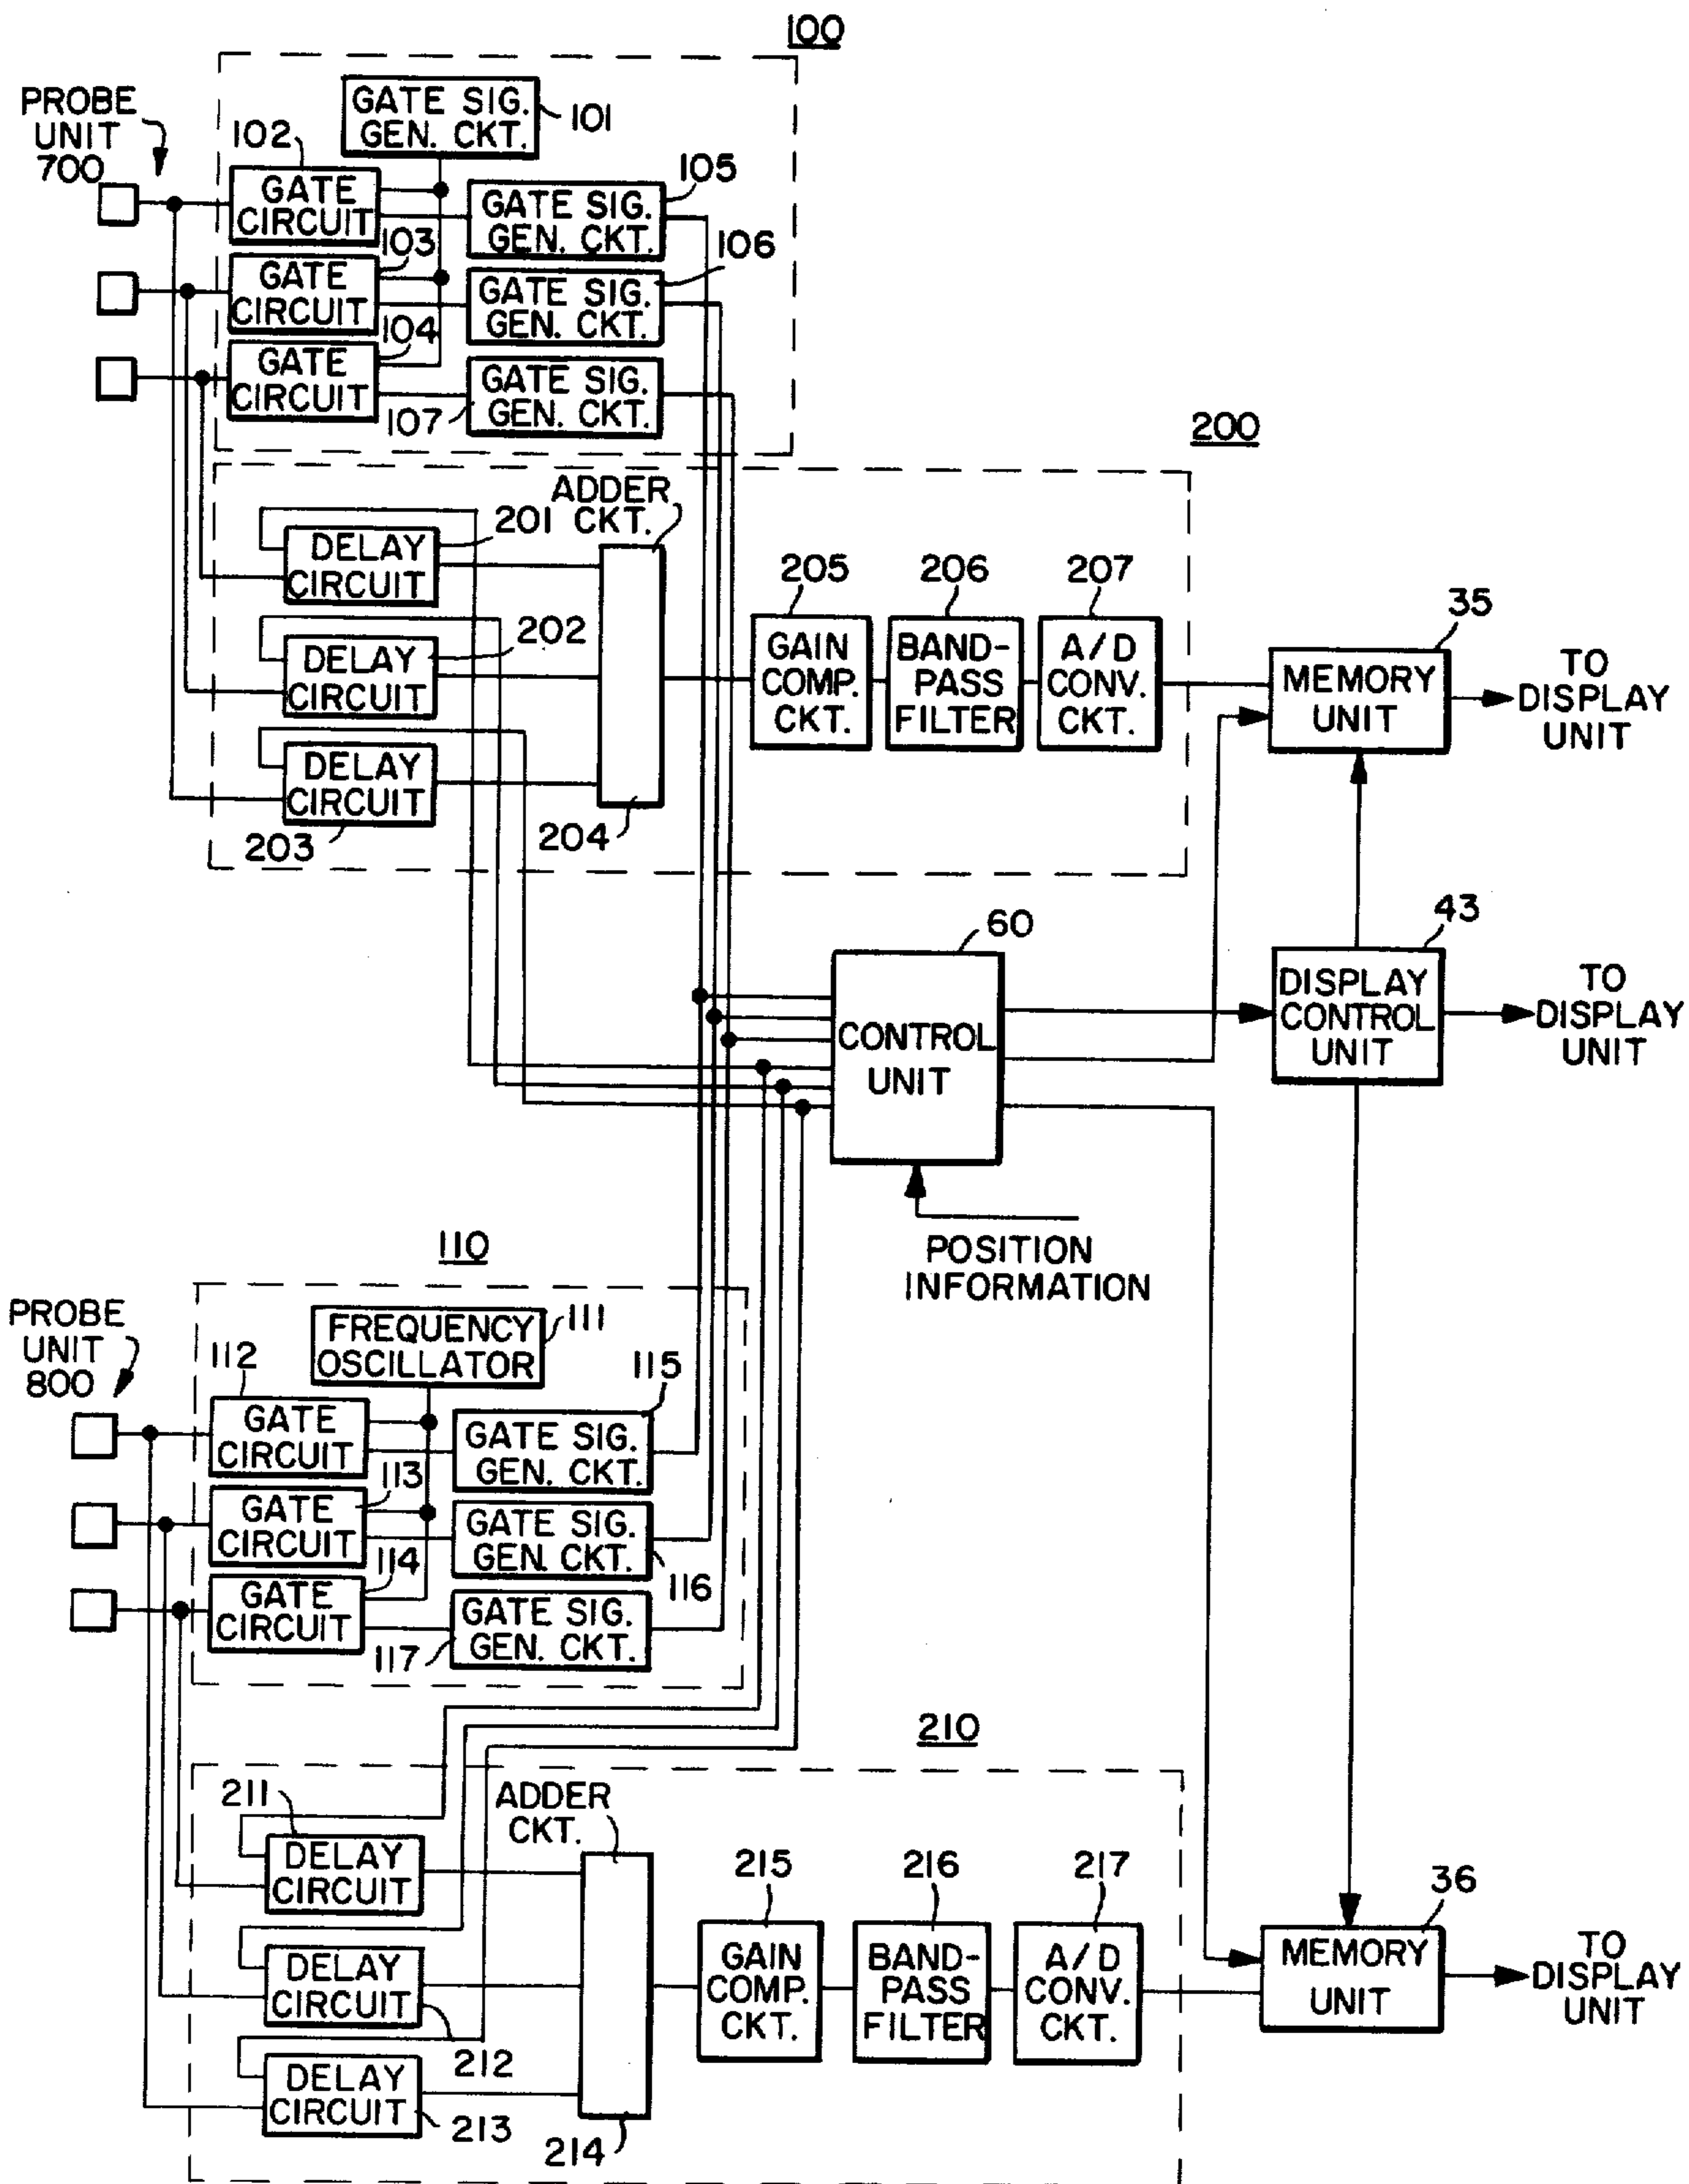 100
PROBE
UNIT
700
GATE SIG.
GEN. CKT.
101
102
GATE
CIRCUIT
105
GATE SIG.
GEN. CKT.
103
GATE
CIRCUIT
106
GATE SIG.
GEN. CKT.
104
GATE
CIRCUIT
107
GATE SIG.
GEN. CKT.
200
ADDER
CKT.
201
DELAY
CIRCUIT
202
DELAY
CIRCUIT
203
DELAY
CIRCUIT
204
205
GAIN
COMP.
CKT.
206
BAND-
PASS
FILTER
207
A/D
CONV.
CKT.
35
MEMORY
UNIT
TO
DISPLAY
UNIT
60
CONTROL
UNIT
43
DISPLAY
CONTROL
UNIT
TO
DISPLAY
UNIT
POSITION
INFORMATION
110
PROBE
UNIT
800
FREQUENCY
OSCILLATOR
111
112
GATE
CIRCUIT
115
GATE SIG.
GEN. CKT.
113
GATE
CIRCUIT
GATE SIG.
GEN. CKT.
116
114
GATE
CIRCUIT
117
GATE SIG.
GEN. CKT.
210
211
DELAY
CIRCUIT
ADDER
CKT.
DELAY
CIRCUIT
212
DELAY
CIRCUIT
213
214
215
GAIN
COMP.
CKT.
216
BAND-
PASS
FILTER
217
A/D
CONV.
CKT.
36
MEMORY
UNIT
TO
DISPLAY
UNIT